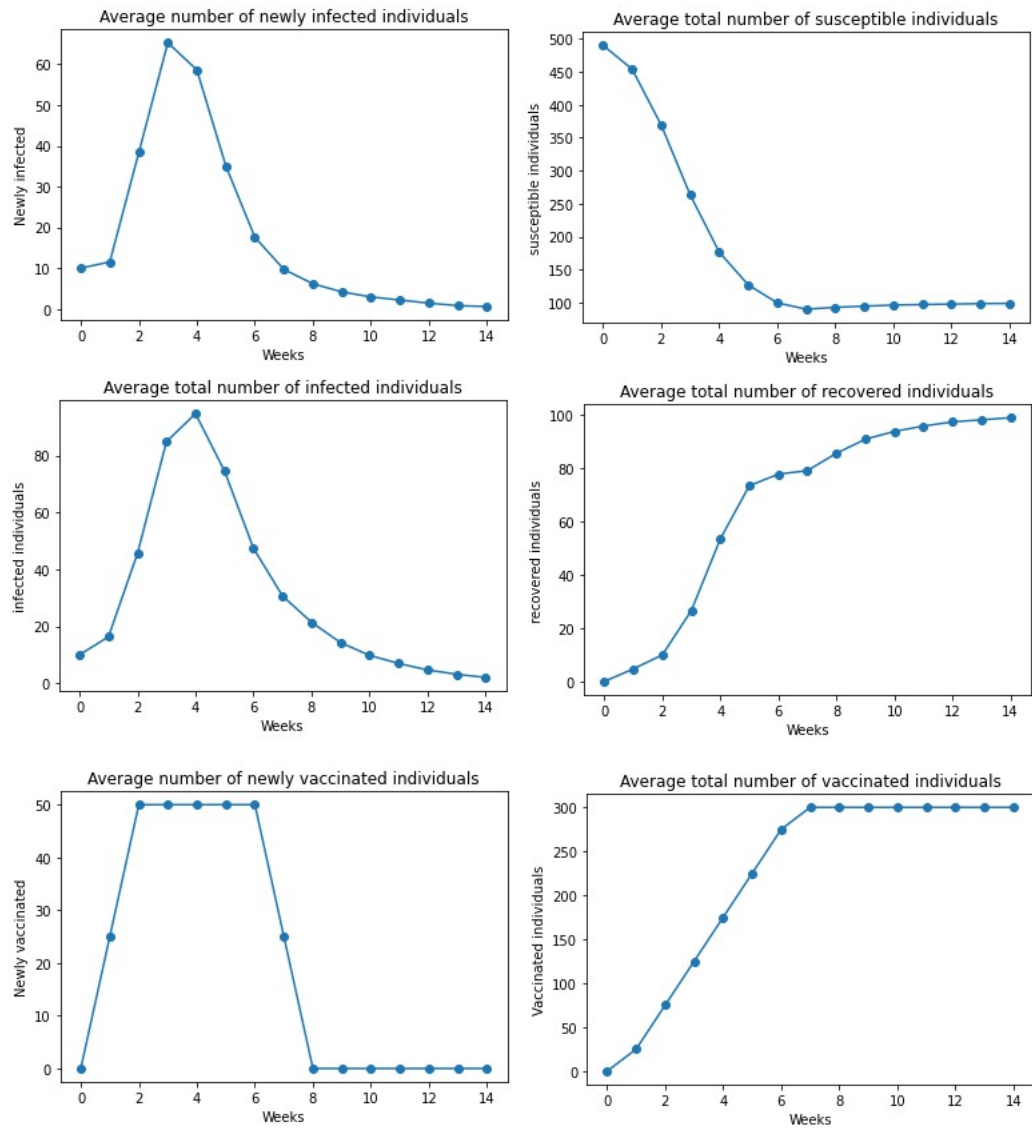 Average number of newly infected individuals
Newly infected
60
50
40
30
20
10
0
0 2 4 6 8 10 12 14
Weeks
Average total number of susceptible individuals
susceptible individuals
500
450
400
350
300
250
200
150
100
0 2 4 6 8 10 12 14
Weeks
Average total number of infected individuals
infected individuals
80
60
40
20
0
0 2 4 6 8 10 12 14
Weeks
Average total number of recovered individuals
recovered individuals
100
80
60
40
20
0
0 2 4 6 8 10 12 14
Weeks
Average number of newly vaccinated individuals
Newly vaccinated
50
40
30
20
10
0
0 2 4 6 8 10 12 14
Weeks
Average total number of vaccinated individuals
Vaccinated individuals
300
250
200
150
100
50
0
0 2 4 6 8 10 12 14
Weeks